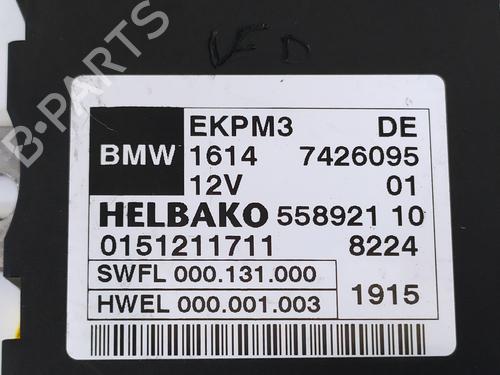 B-PARTS
EKPM3 DE
BMW 1614 7426095
12V 01
HELBAKO 558921 10
0151211711 8224
SWFL 000.131.000
HWEL 000.001.003 1915